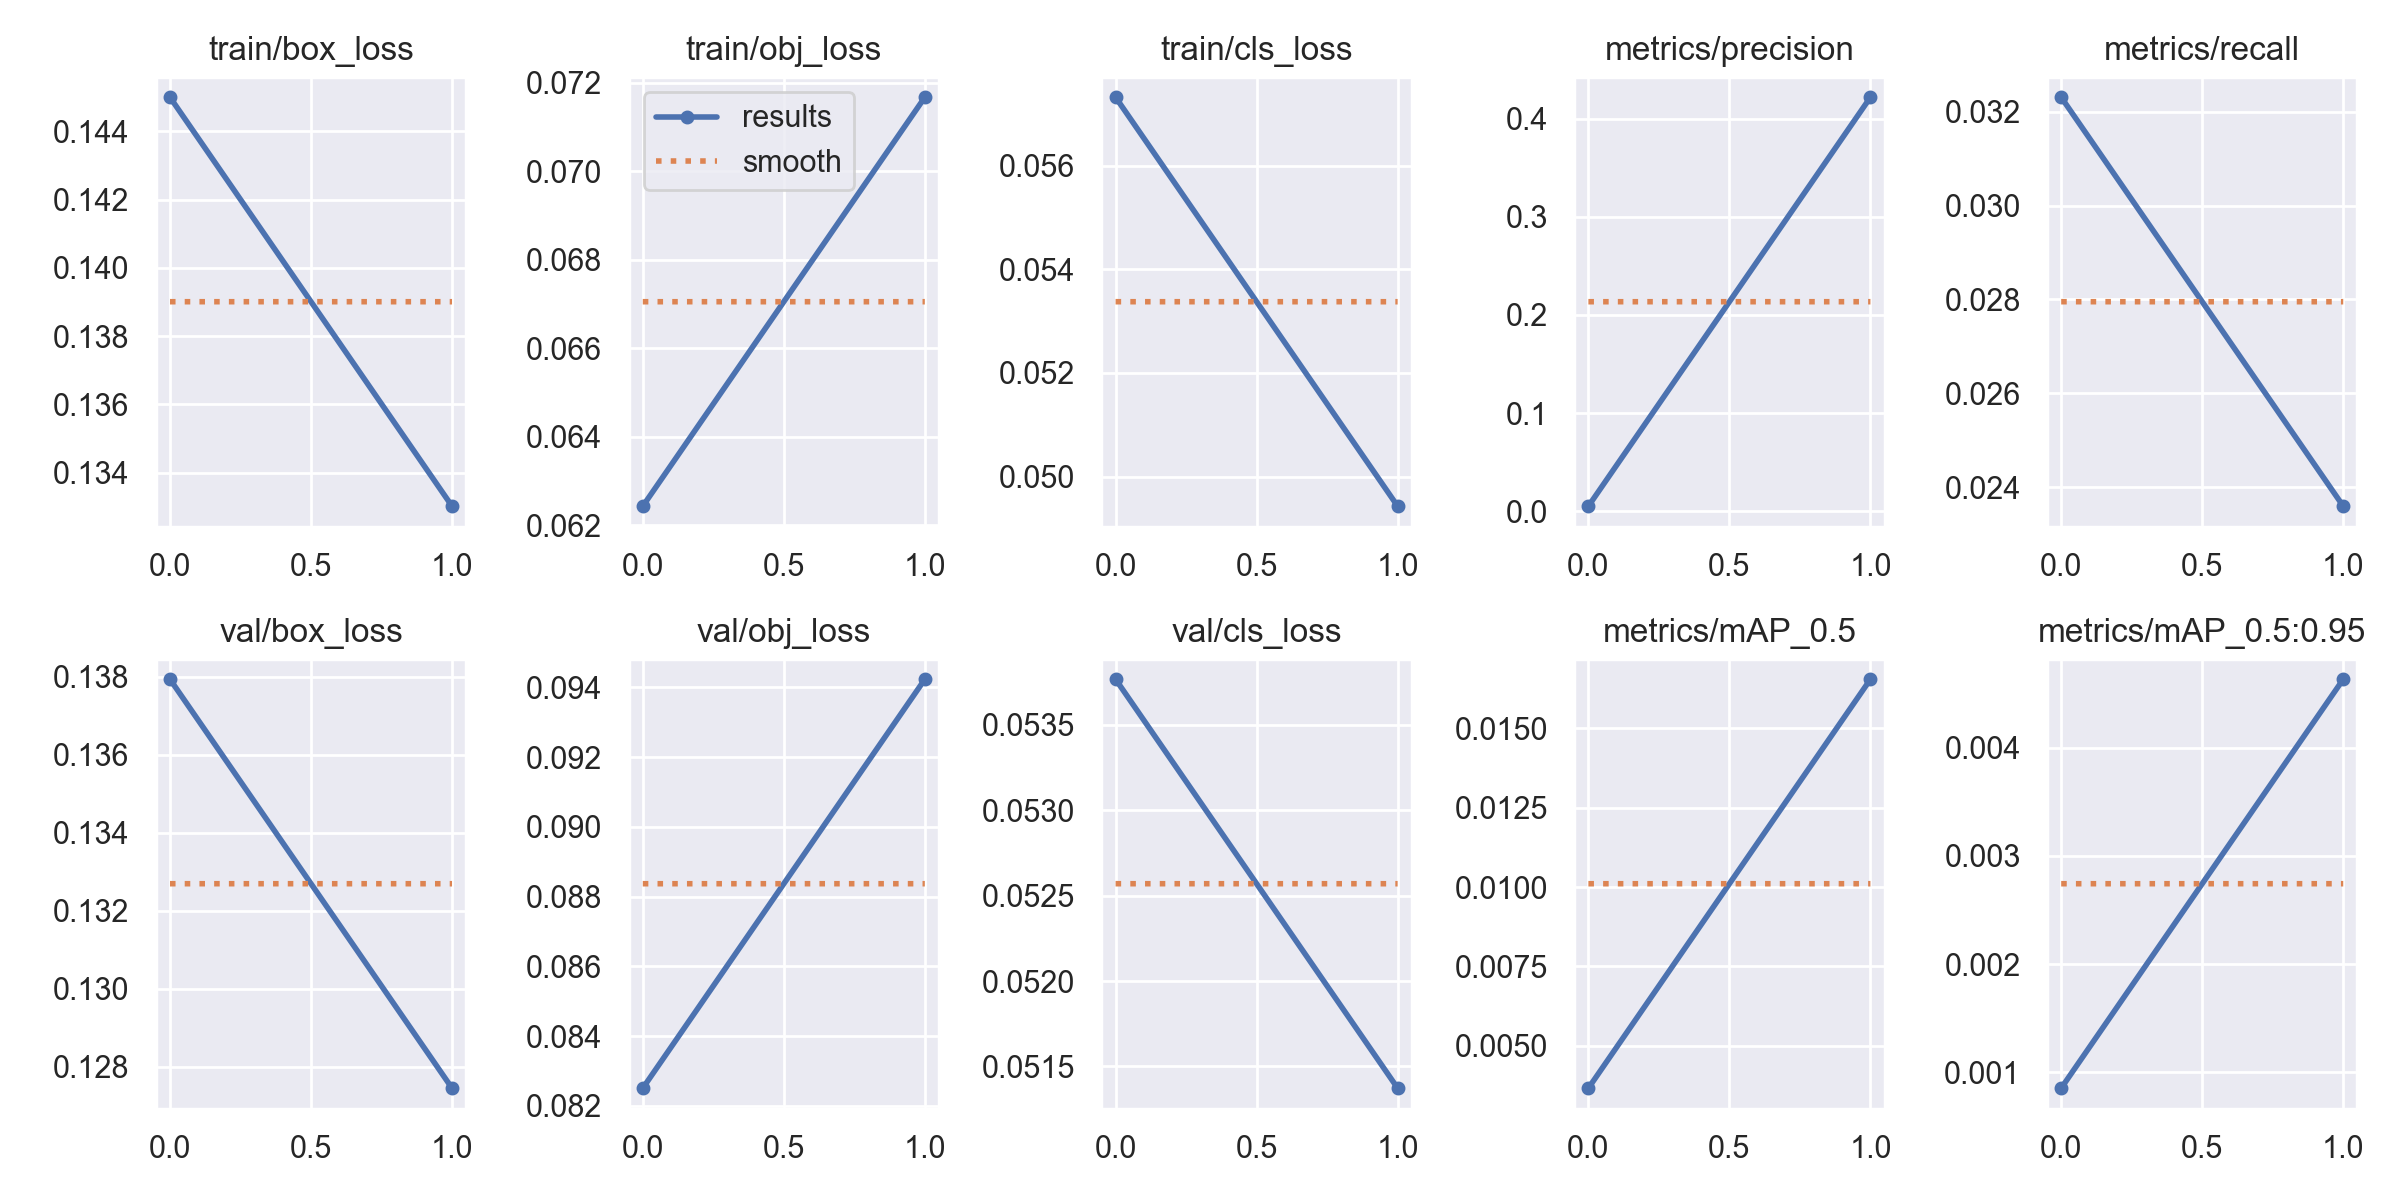 train/box_loss
0.144
0.142
0.140
0.138
0.136
0.134
0.0 0.5 1.0
train/obj_loss
results
smooth
0.072
0.070
0.068
0.066
0.064
0.062
0.0 0.5 1.0
train/cls_loss
0.056
0.054
0.052
0.050
0.0 0.5 1.0
metrics/precision
0.4
0.3
0.2
0.1
0.0
0.0 0.5 1.0
metrics/recall
0.032
0.030
0.028
0.026
0.024
0.0 0.5 1.0
val/box_loss
0.138
0.136
0.134
0.132
0.130
0.128
0.0 0.5 1.0
val/obj_loss
0.094
0.092
0.090
0.088
0.086
0.084
0.082
0.0 0.5 1.0
val/cls_loss
0.0535
0.0530
0.0525
0.0520
0.0515
0.0 0.5 1.0
metrics/mAP_0.5
0.0150
0.0125
0.0100
0.0075
0.0050
0.0 0.5 1.0
metrics/mAP_0.5:0.95
0.004
0.003
0.002
0.001
0.0 0.5 1.0